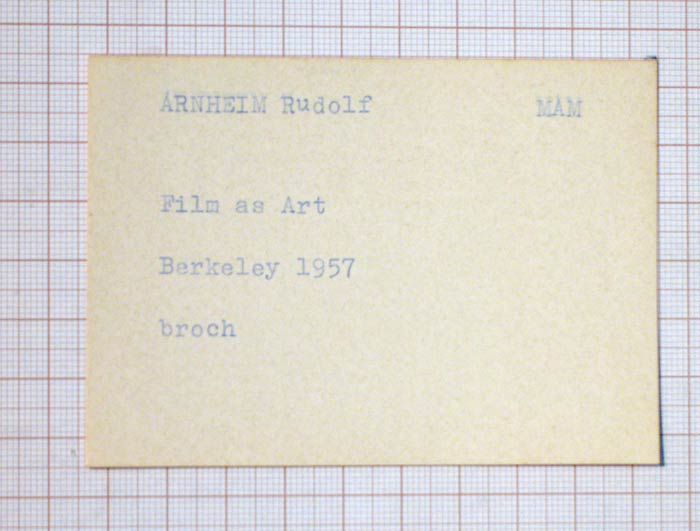 ARNHEIM Rudolf MAM
Film as Art
Berkeley 1957
broch